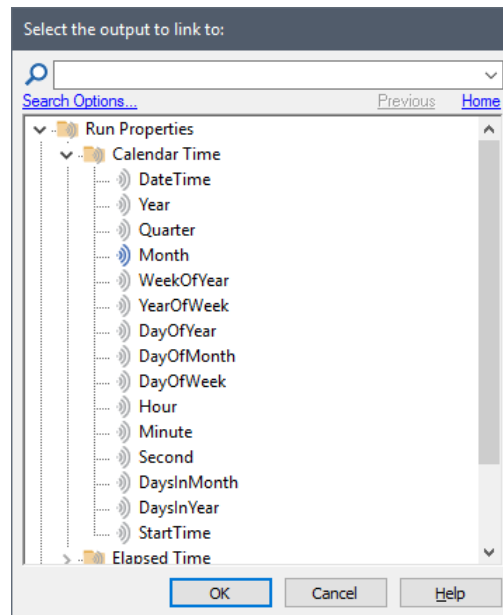 Select the output to link to:
Search Options... Previous Home
Run Properties
Calendar Time
DateTime
Year
Quarter
Month
WeekOfYear
YearOfWeek
DayOfYear
DayOfMonth
DayOfWeek
Hour
Minute
Second
DaysInMonth
DaysInYear
StartTime
Elapsed Time
OK Cancel Help